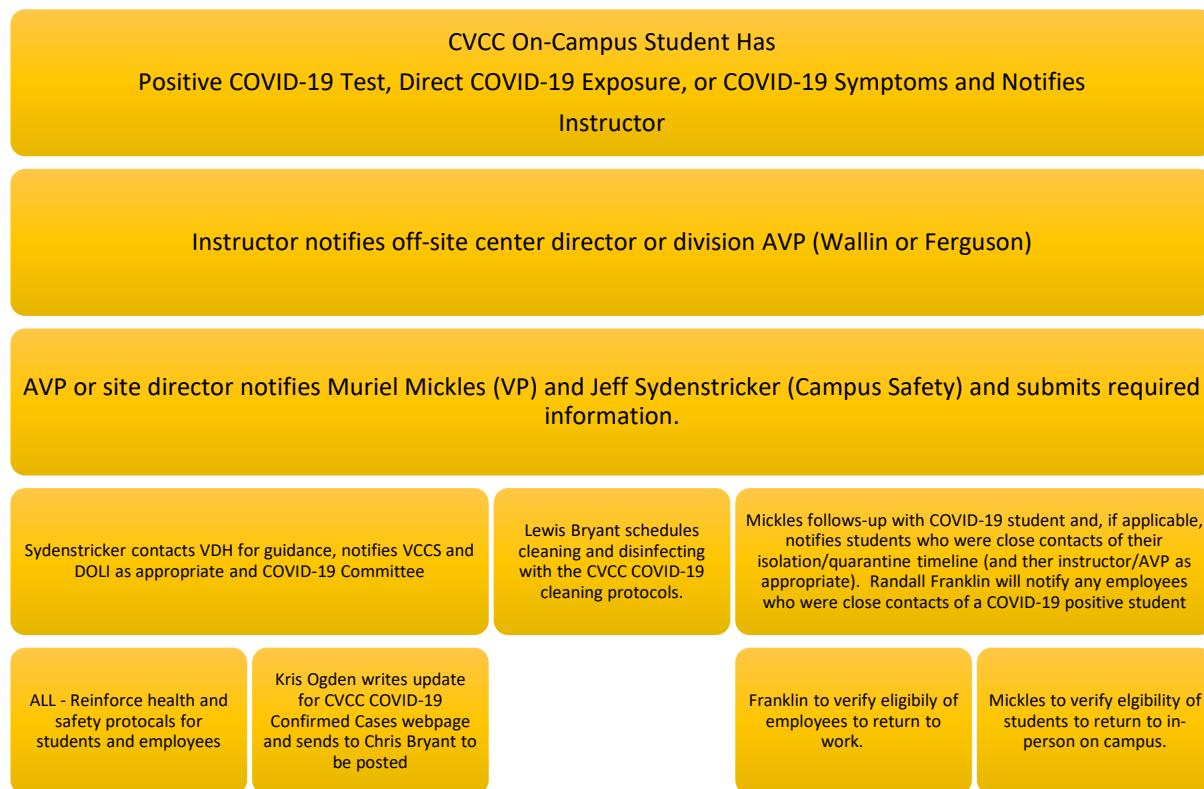 CVCC On-Campus Student Has
Positive COVID-19 Test, Direct COVID-19 Exposure, or COVID-19 Symptoms and Notifies
Instructor
Instructor notifies off-site center director or division AVP (Wallin or Ferguson)
AVP or site director notifies Muriel Mickles (VP) and Jeff Sydenstricker (Campus Safety) and submits required
information.
Sydenstricker contacts VDH for guidance, notifies VCCS and
DOLI as appropriate and COVID-19 Committee
Lewis Bryant schedules
cleaning and disinfecting
with the CVCC COVID-19
cleaning protocols.
Mickles follows-up with COVID-19 student and, if applicable,
notifies students who were close contacts of their
isolation/quarantine timeline (and ther instructor/AVP as
appropriate). Randall Franklin will notify any employees
who were close contacts of a COVID-19 positive student
ALL - Reinforce health and
safety protocals for
students and employees
Kris Ogden writes update
for CVCC COVID-19
Confirmed Cases webpage
and sends to Chris Bryant to
be posted
Franklin to verify eligibily of
employees to return to
work.
Mickles to verify elgibility of
students to return to in-
person on campus.